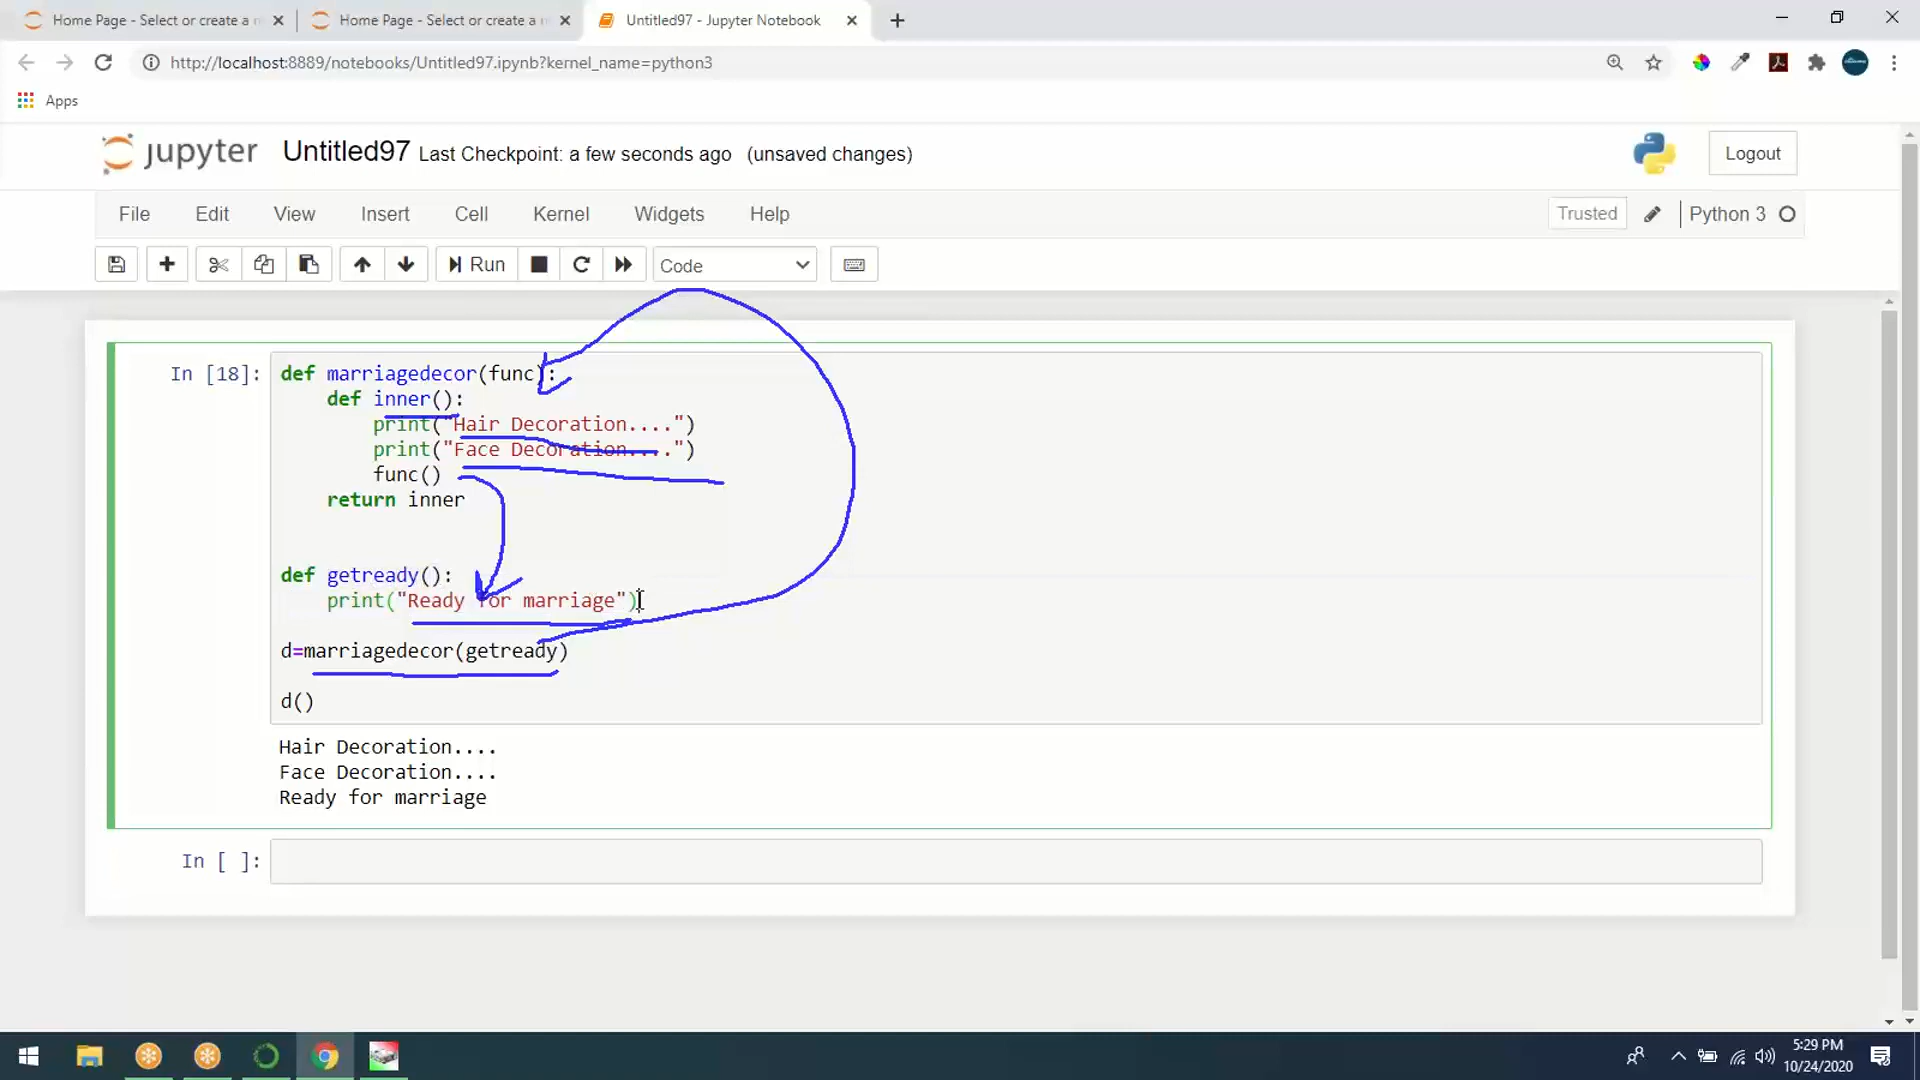 Home Page - Select or create a n
Home Page - Select or create a n
Untitled97 - Jupyter Notebook
http://localhost:8889/notebooks/Untitled97.ipynb?kernel_name=python3
Apps
jupyter Untitled97 Last Checkpoint: a few seconds ago (unsaved changes)
Logout
File Edit View Insert Cell Kernel Widgets Help
Trusted Python 3
Run Code
In [18]:
def marriagedecor(func):
def inner():
print("Hair Decoration....")
print("Face Decoration....")
func()
return inner
def getready():
print("Ready for marriage")
d=marriagedecor(getready)
d()
Hair Decoration....
Face Decoration....
Ready for marriage
In [ ]:
5:29 PM
10/24/2020